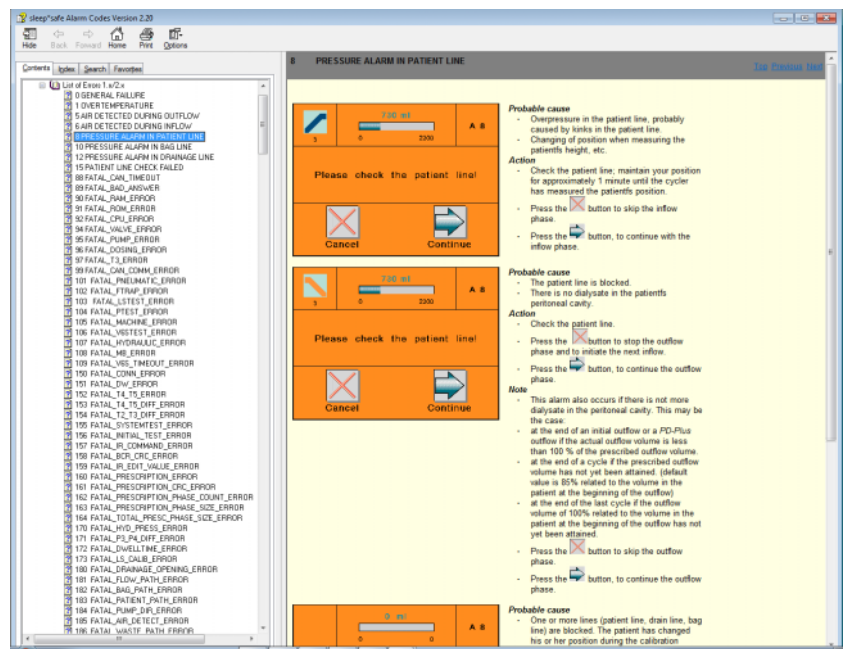 sleep*safe Alarm Codes Version 2.20
Hide Back Forward Home Print Options
Contents Index Search Favorites
List of Errors 1.x/2.x
0 GENERAL FAILURE
1 OVERTEMPERATURE
5 AIR DETECTED DURING OUTFLOW
6 AIR DETECTED DURING INFLOW
8 PRESSURE ALARM IN PATIENT LINE
10 PRESSURE ALARM IN BAG LINE
12 PRESSURE ALARM IN DRAINAGE LINE
15 PATIENT LINE CHECK FAILED
88 FATAL_CAN_TIMEOUT
89 FATAL_BAD_ANSWER
90 FATAL_RAM_ERROR
91 FATAL_ROM_ERROR
92 FATAL_CPU_ERROR
94 FATAL_VALVE_ERROR
95 FATAL_PUMP_ERROR
96 FATAL_DOSING_ERROR
97 FATAL_T3_ERROR
99 FATAL_CAN_COMM_ERROR
101 FATAL_PNEUMATIC_ERROR
102 FATAL_FTRAP_ERROR
103 FATAL_LSTEST_ERROR
104 FATAL_PTEST_ERROR
105 FATAL_MACHINE_ERROR
106 FATAL_V6STEST_ERROR
107 FATAL_HYDRAULIC_ERROR
108 FATAL_MB_ERROR
109 FATAL_V6S_TIMEOUT_ERROR
150 FATAL_CONN_ERROR
151 FATAL_DW_ERROR
152 FATAL_T4_T5_ERROR
153 FATAL_T4_T5_DIFF_ERROR
154 FATAL_T2_T3_DIFF_ERROR
155 FATAL_SYSTEMTEST_ERROR
156 FATAL_INITIAL_TEST_ERROR
157 FATAL_IR_COMMAND_ERROR
158 FATAL_BCR_CRC_ERROR
159 FATAL_IR_EDIT_VALUE_ERROR
160 FATAL_PRESCRIPTION_ERROR
161 FATAL_PRESCRIPTION_CRC_ERROR
162 FATAL_PRESCRIPTION_PHASE_COUNT_ERROR
163 FATAL_PRESCRIPTION_PHASE_SIZE_ERROR
164 FATAL_TOTAL_PRESC_PHASE_SIZE_ERROR
170 FATAL_HYD_PRESS_ERROR
171 FATAL_P3_P4_DIFF_ERROR
172 FATAL_DWELLTIME_ERROR
173 FATAL_LS_CALIB_ERROR
180 FATAL_DRAINAGE_OPENING_ERROR
181 FATAL_FLOW_PATH_ERROR
182 FATAL_BAG_PATH_ERROR
183 FATAL_PATIENT_PATH_ERROR
184 FATAL_PUMP_DIR_ERROR
185 FATAL_AIR_DETECT_ERROR
186 FATAL_WASTE_PATH_ERROR
8 PRESSURE ALARM IN PATIENT LINE
Top Previous Next
730 ml
A 8
3 0 2300
Please check the patient line!
Cancel Continue
Probable cause
- Overpressure in the patient line, probably
caused by kinks in the patient line.
- Changing of position when measuring the
patientfs height, etc.
Action
- Check the patient line; maintain your position
for approximately 1 minute until the cycler
has measured the patientfs position.
- Press the button to skip the inflow
phase.
- Press the button, to continue with the
inflow phase.
730 ml
A 8
3 0 2300
Please check the patient line!
Cancel Continue
Probable cause
- The patient line is blocked.
- There is no dialysate in the patientfs
peritoneal cavity.
Action
- Check the patient line.
- Press the button to stop the outflow
phase and to initiate the next inflow.
- Press the button, to continue the outflow
phase.
Note
- This alarm also occurs if there is not more
dialysate in the peritoneal cavity. This may be
the case:
- at the end of an initial outflow or a PD-Plus
outflow if the actual outflow volume is less
than 100 % of the prescribed outflow volume.
- at the end of a cycle if the prescribed outflow
volume has not yet been attained. (default
value is 85% related to the volume in the
patient at the beginning of the outflow)
- at the end of the last cycle if the outflow
volume of 100% related to the volume in the
patient at the beginning of the outflow has not
yet been attained.
- Press the button to skip the outflow
phase.
- Press the button, to continue the outflow
phase.
0 ml
A 8
0 0
Probable cause
- One or more lines (patient line, drain line, bag
line) are blocked. The patient has changed
his or her position during the calibration